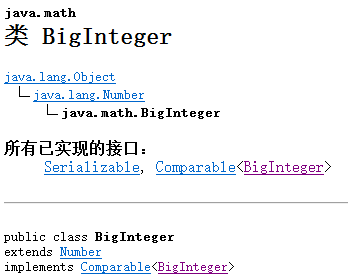 java.math
类 BigInteger
java.lang.Object
java.lang.Number
java.math.BigInteger
所有已实现的接口：
Serializable, Comparable<BigInteger>
public class BigInteger
extends Number
implements Comparable<BigInteger>